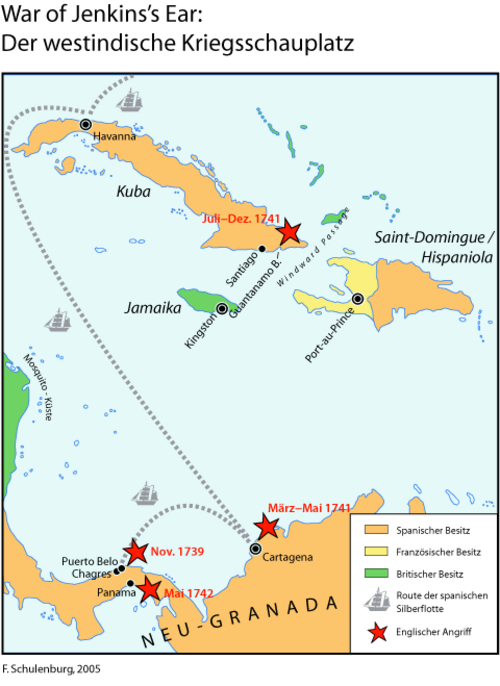 War of Jenkins's Ear:
Der westindische Kriegsschauplatz
Havanna
Kuba
Juli–Dez. 1741
Windward Passage
Saint-Domingue /
Hispaniola
Santiago
Guantanamo B.
Jamaika
Kingston
Port-au-Prince
Mosquito-Küste
März–Mai 1741
Nov. 1739
Puerto Belo
Chagres
Cartagena
Panama
Mai 1742
NEU-GRANADA
Spanischer Besitz
Französischer Besitz
Britischer Besitz
Route der spanischen
Silberflotte
Englischer Angriff
F. Schulenburg, 2005